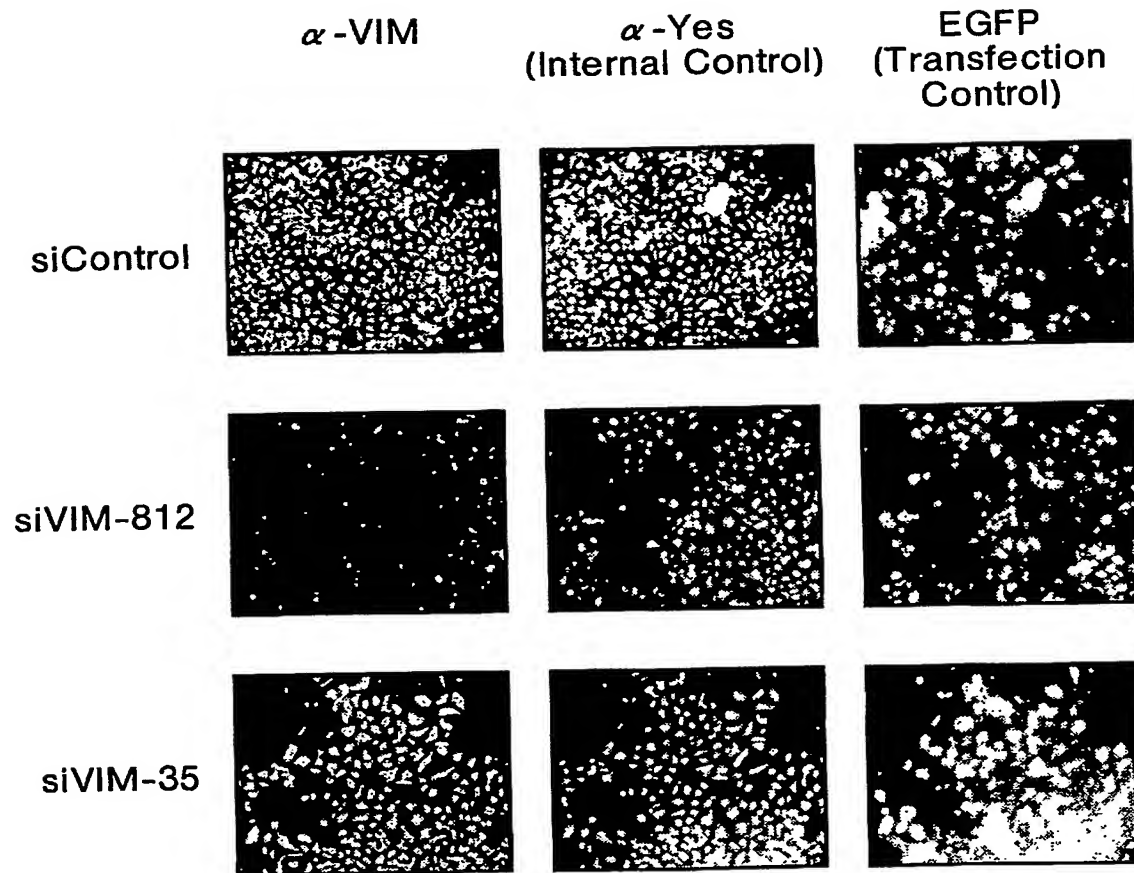 α-VIM
α-Yes
(Internal Control)
EGFP
(Transfection
Control)
siControl
siVIM-812
siVIM-35